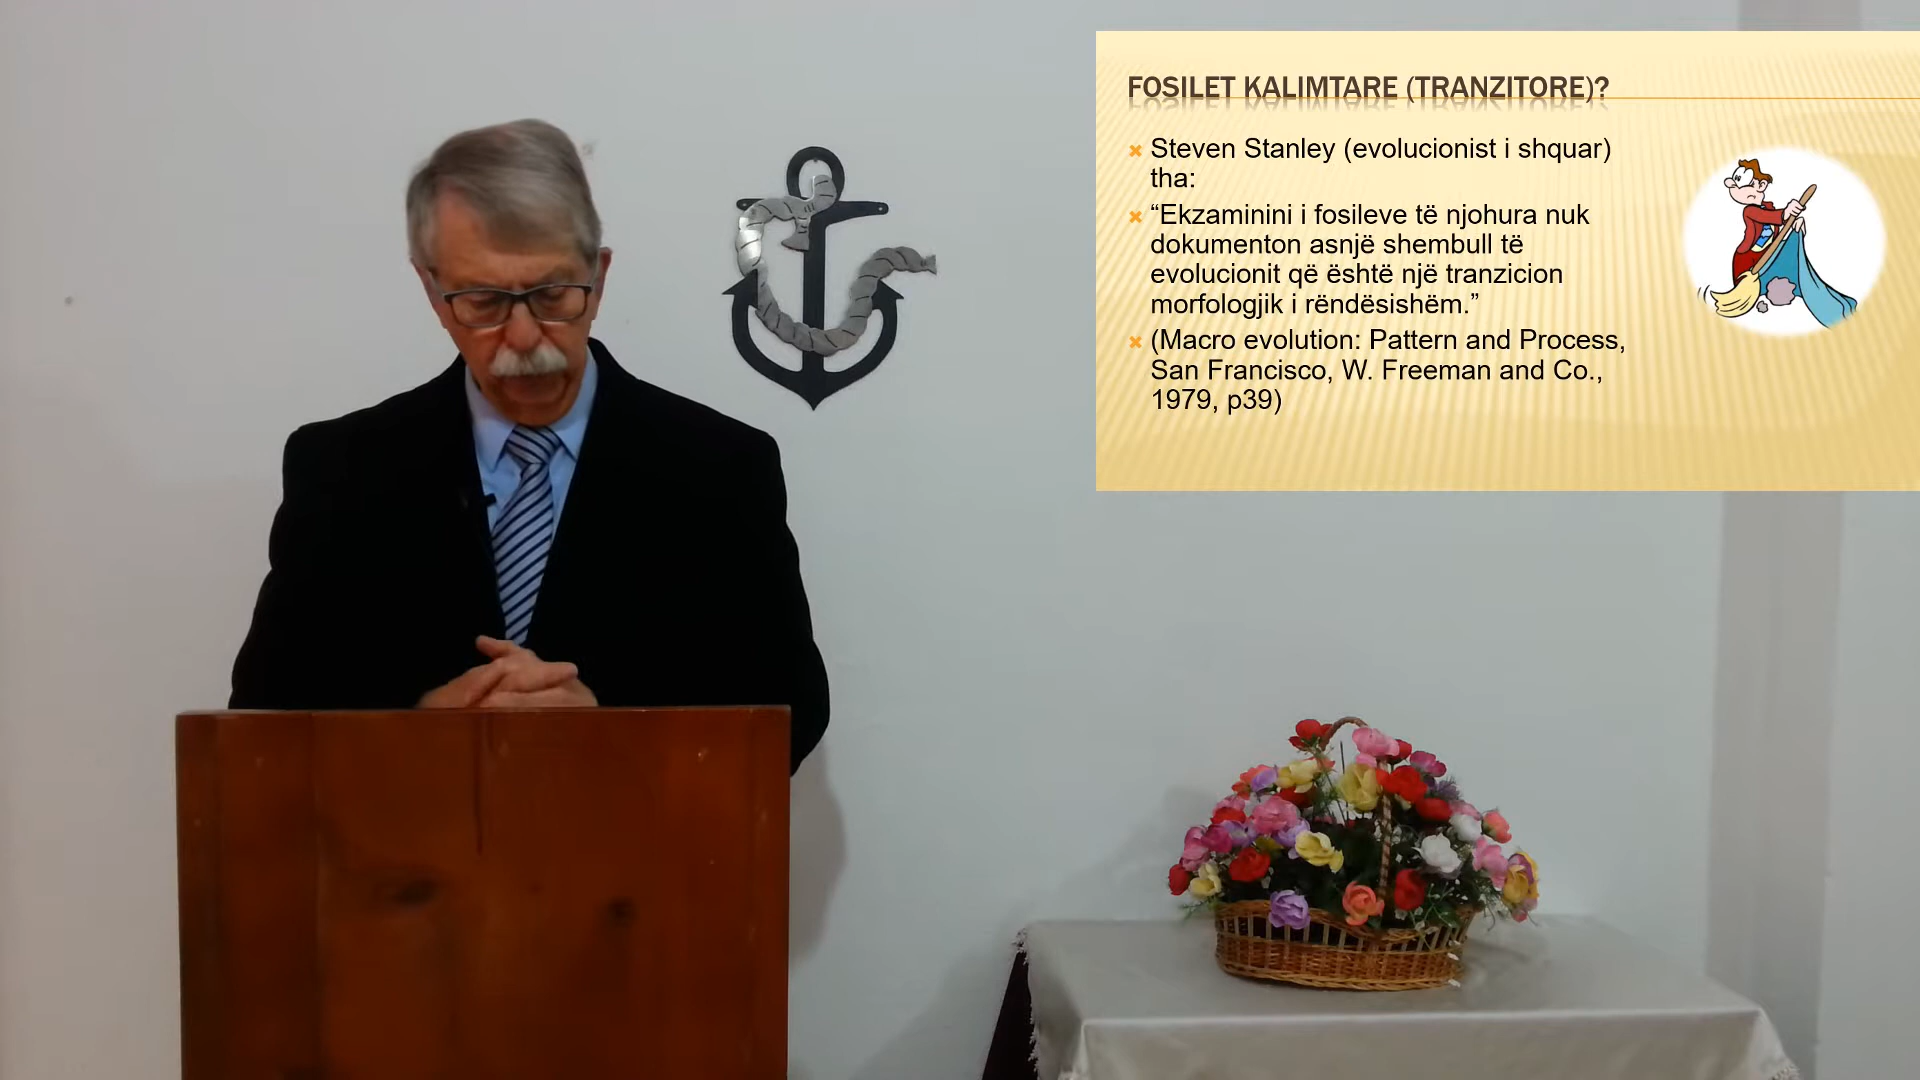 FOSILET KALIMTARE (TRANZITORE)?
Steven Stanley (evolucionist i shquar)
tha:
“Ekzaminini i fosileve të njohura nuk
dokumenton asnjë shembull të
evolucionit që është një tranzicion
morfologjik i rëndësishëm.”
(Macro evolution: Pattern and Process,
San Francisco, W. Freeman and Co.,
1979, p39)